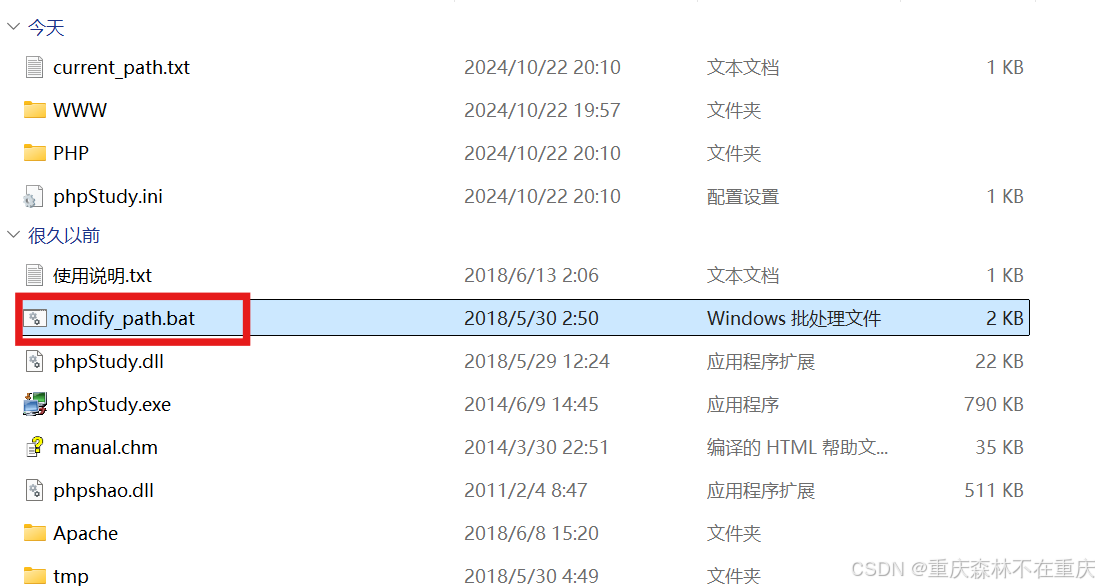 今天
current_path.txt 2024/10/22 20:10 文本文档 1 KB
WWW 2024/10/22 19:57 文件夹
PHP 2024/10/22 20:10 文件夹
phpStudy.ini 2024/10/22 20:10 配置设置 1 KB
很久以前
使用说明.txt 2018/6/13 2:06 文本文档 1 KB
modify_path.bat 2018/5/30 2:50 Windows 批处理文件 2 KB
phpStudy.dll 2018/5/29 12:24 应用程序扩展 22 KB
phpStudy.exe 2014/6/9 14:45 应用程序 790 KB
manual.chm 2014/3/30 22:51 编译的 HTML 帮助文... 35 KB
phpshao.dll 2011/2/4 8:47 应用程序扩展 511 KB
Apache 2018/6/8 15:20 文件夹
tmp 2018/5/30 4:49 文件夹
CSDN @重庆森林不在重庆